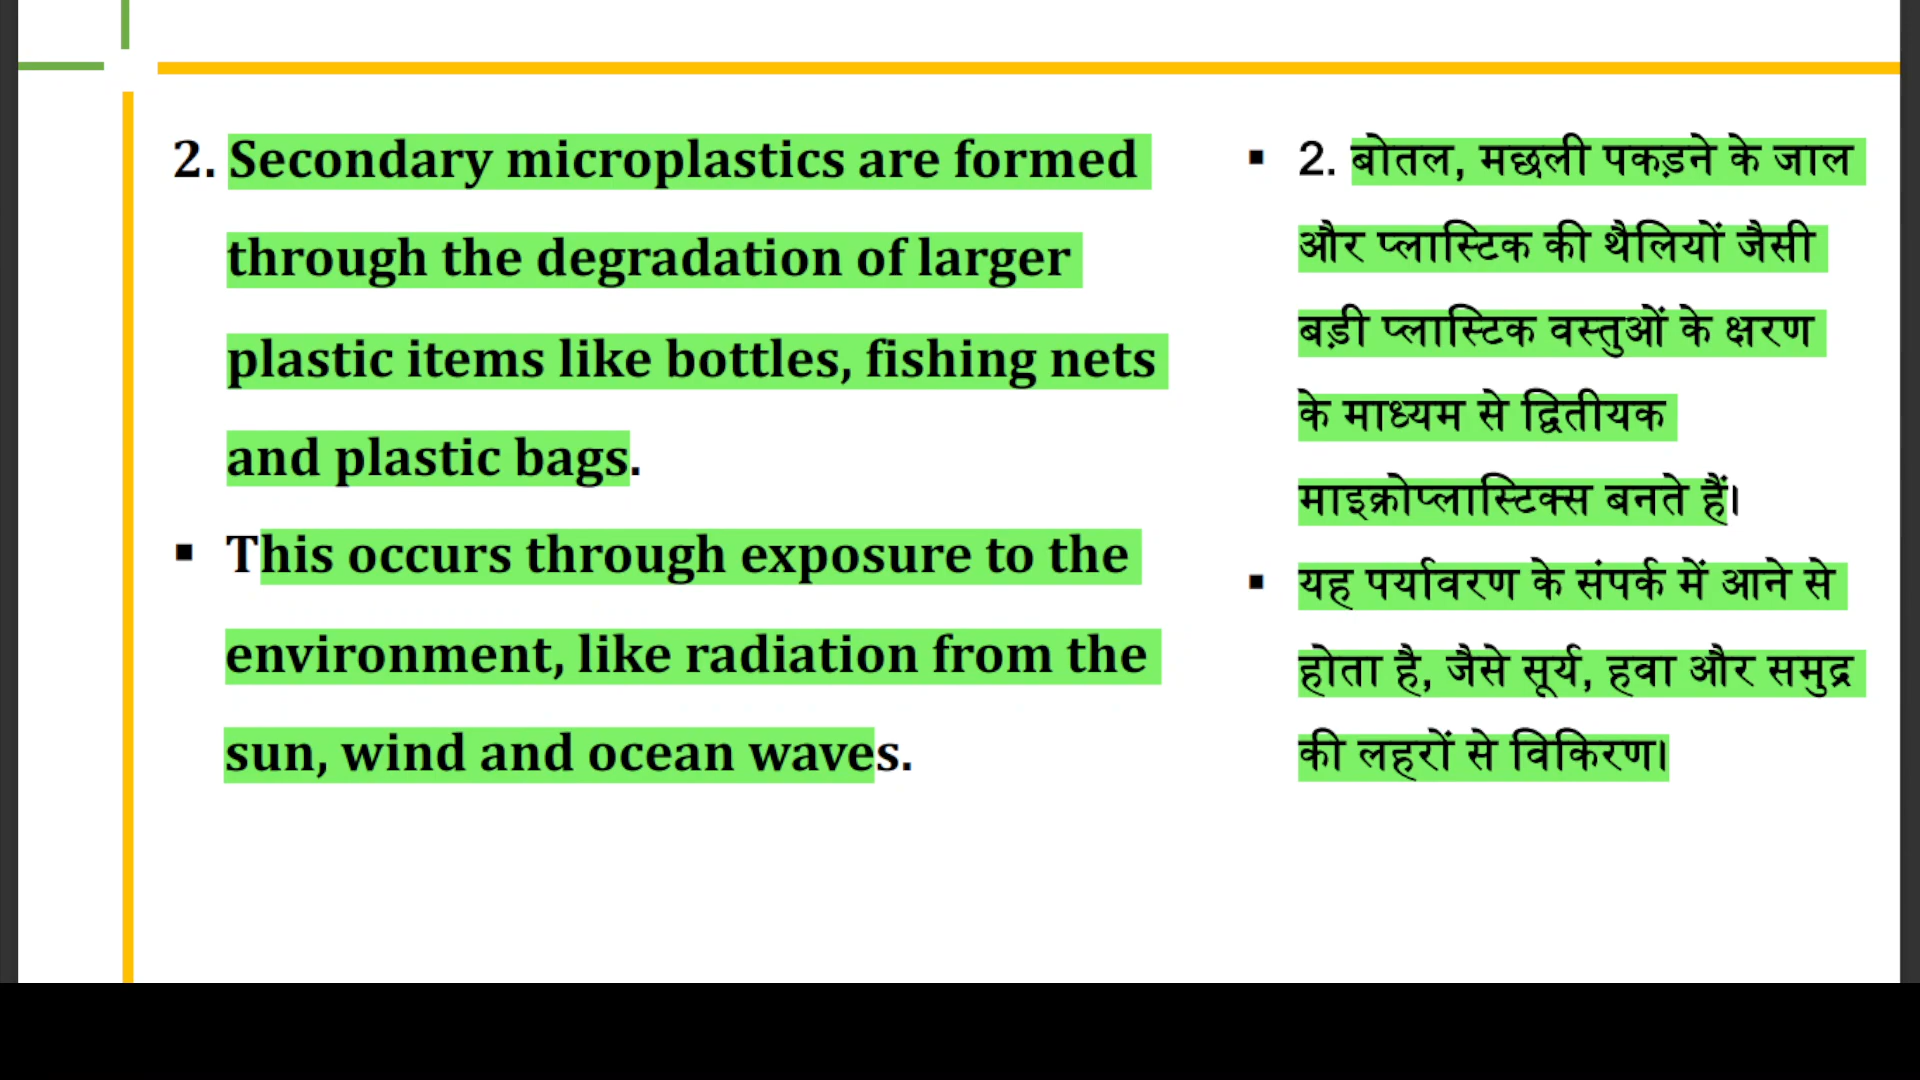 2. Secondary microplastics are formed
through the degradation of larger
plastic items like bottles, fishing nets
and plastic bags.
▪ This occurs through exposure to the
environment, like radiation from the
sun, wind and ocean waves.
▪ 2. बोतल, मछली पकड़ने के जाल
और प्लास्टिक की थैलियों जैसी
बड़ी प्लास्टिक वस्तुओं के क्षरण
के माध्यम से द्वितीयक
माइक्रोप्लास्टिक्स बनते हैं।
▪ यह पर्यावरण के संपर्क में आने से
होता है, जैसे सूर्य, हवा और समुद्र
की लहरों से विकिरण।